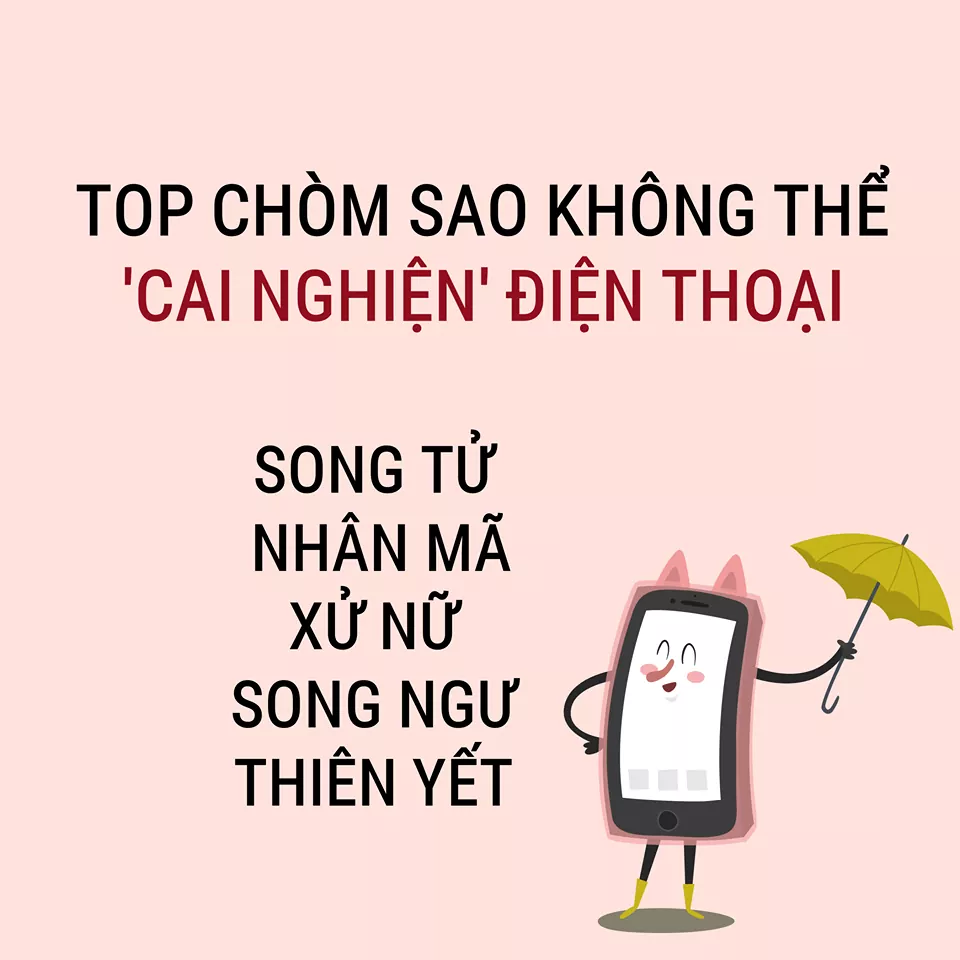 TOP CHÒM SAO KHÔNG THỂ
'CAI NGHIỆN' ĐIỆN THOẠI
SONG TỬ
NHÂN MÃ
XỬ NỮ
SONG NGƯ
THIÊN YẾT